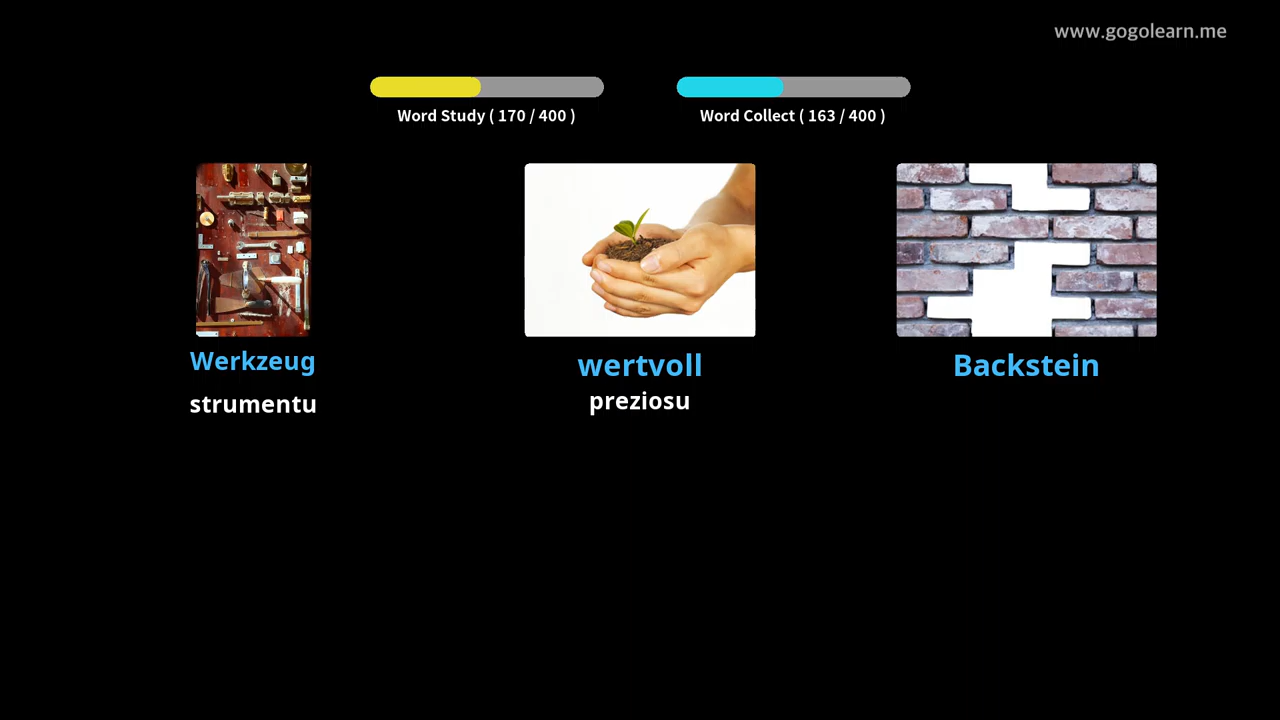 www.gogolearn.me
Word Study ( 170 / 400 )
Word Collect ( 163 / 400 )
Werkzeug
strumentu
wertvoll
preziosu
Backstein